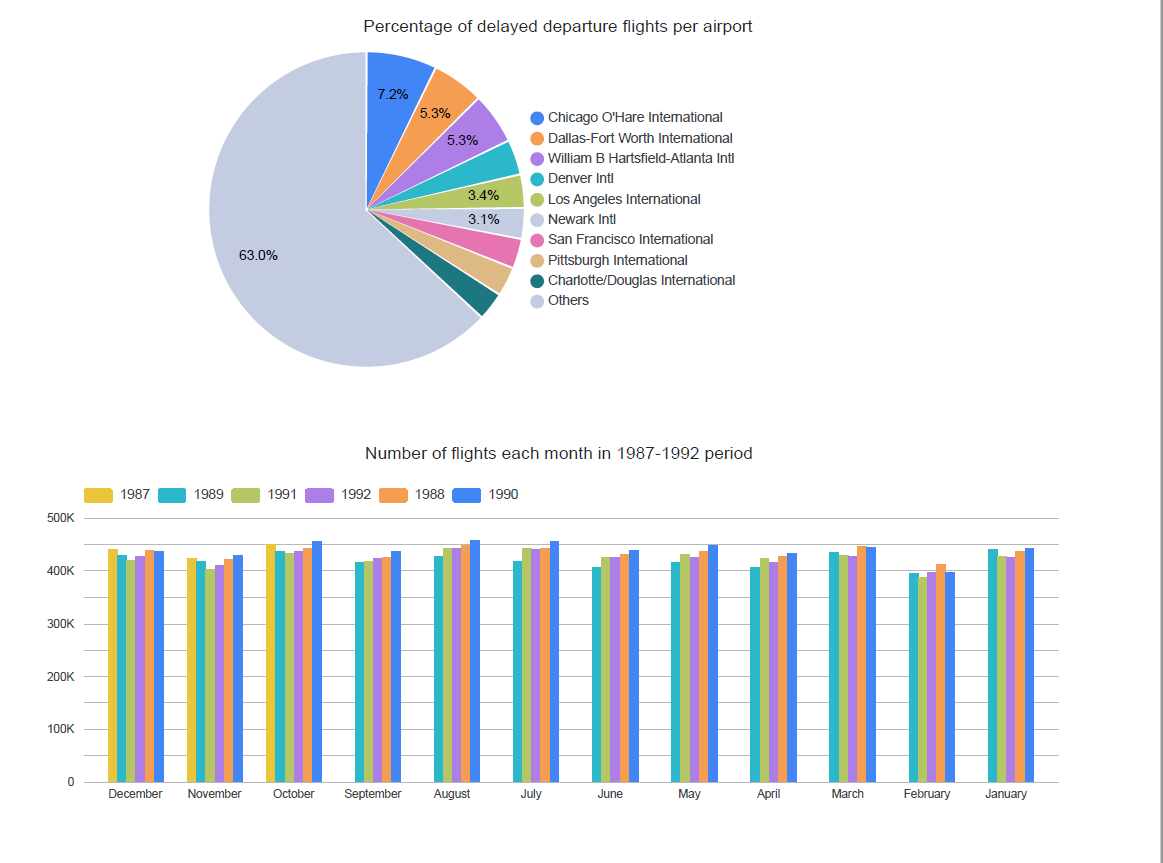 Percentage of delayed departure flights per airport
7.2%
5.3%
5.3%
3.4%
3.1%
63.0%
Chicago O'Hare International
Dallas-Fort Worth International
William B Hartsfield-Atlanta Intl
Denver Intl
Los Angeles International
Newark Intl
San Francisco International
Pittsburgh International
Charlotte/Douglas International
Others
Number of flights each month in 1987-1992 period
1987 1989 1991 1992 1988 1990
500K
400K
300K
200K
100K
0
December November October September August July June May April March February January